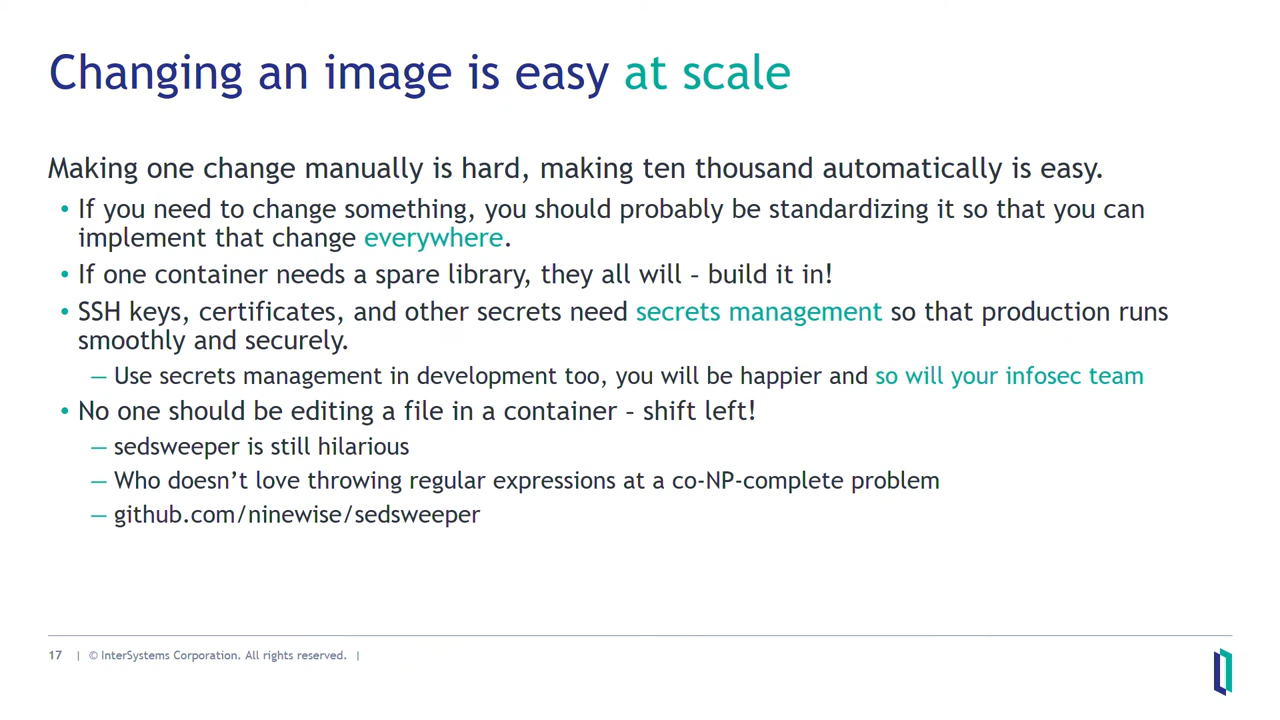 Changing an image is easy at scale
Making one change manually is hard, making ten thousand automatically is easy.
• If you need to change something, you should probably be standardizing it so that you can
implement that change everywhere.
• If one container needs a spare library, they all will – build it in!
• SSH keys, certificates, and other secrets need secrets management so that production runs
smoothly and securely.
— Use secrets management in development too, you will be happier and so will your infosec team
• No one should be editing a file in a container – shift left!
— sedsweeper is still hilarious
— Who doesn’t love throwing regular expressions at a co-NP-complete problem
— github.com/ninewise/sedsweeper
17 | © InterSystems Corporation. All rights reserved. |